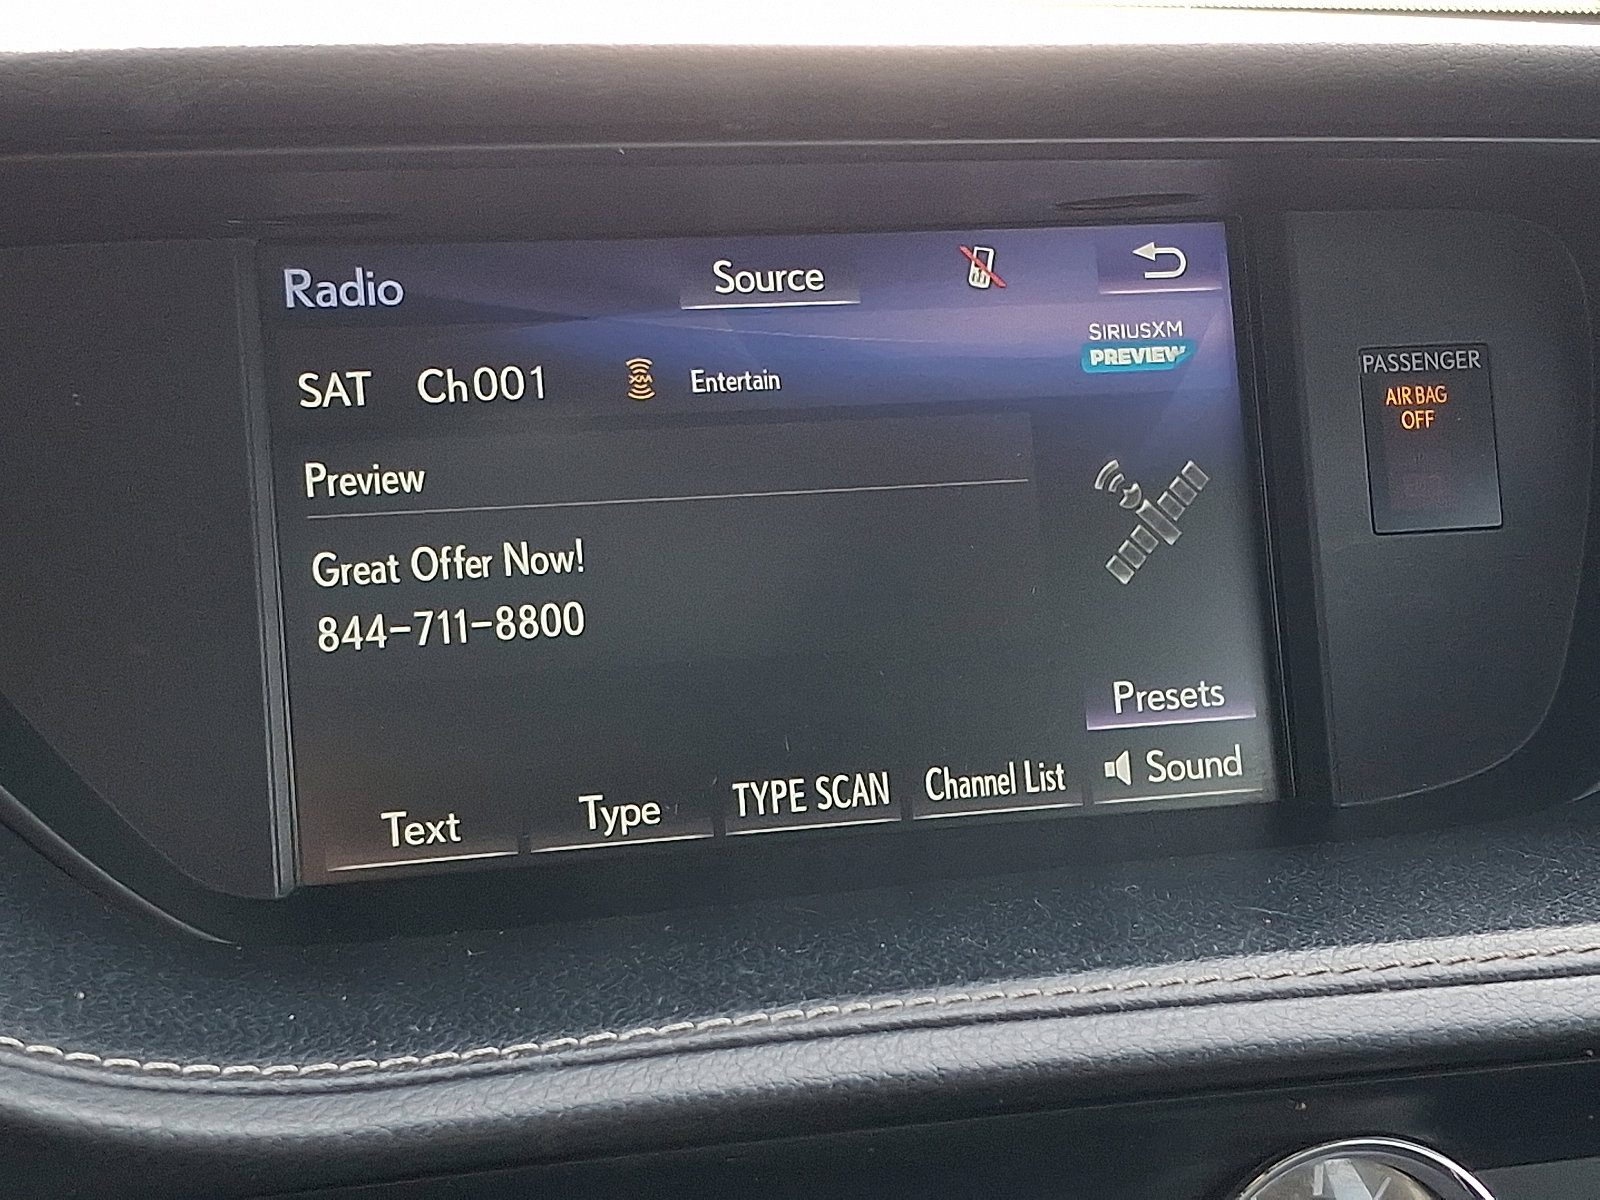 Radio
Source
SIRIUSXM
PREVIEW
SAT Ch001 XM Entertain
Preview
Great Offer Now!
844-711-8800
Presets
Text Type TYPE SCAN Channel List Sound
PASSENGER
AIR BAG
OFF